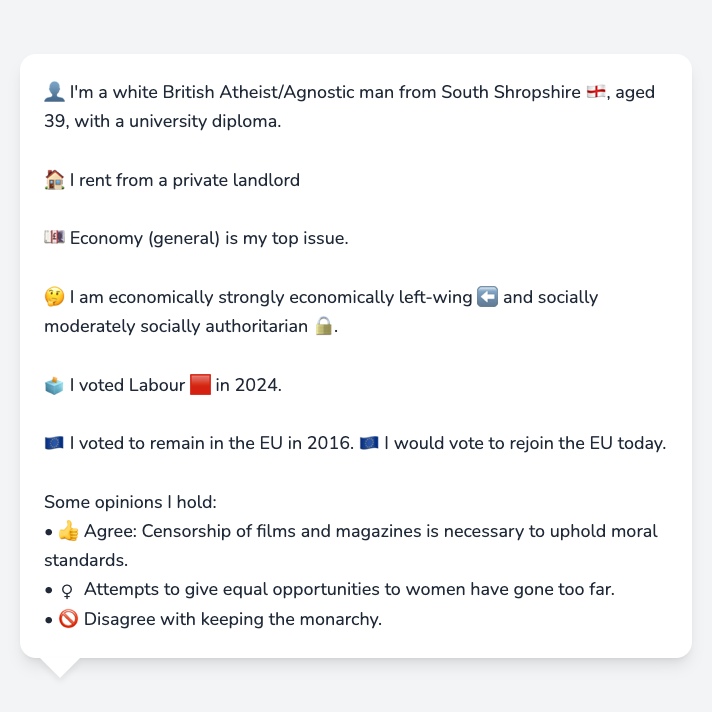 👤 I'm a white British Atheist/Agnostic man from South Shropshire 🏴󠁧󠁢󠁥󠁮󠁧󠁿, aged
39, with a university diploma.
🏠 I rent from a private landlord
💷 Economy (general) is my top issue.
🤔 I am economically strongly economically left-wing ⬅️ and socially
moderately socially authoritarian 🔒.
🗳️ I voted Labour 🟥 in 2024.
🇪🇺 I voted to remain in the EU in 2016. 🇪🇺 I would vote to rejoin the EU today.
Some opinions I hold:
• 👍 Agree: Censorship of films and magazines is necessary to uphold moral
standards.
• ♀ Attempts to give equal opportunities to women have gone too far.
• 🚫 Disagree with keeping the monarchy.